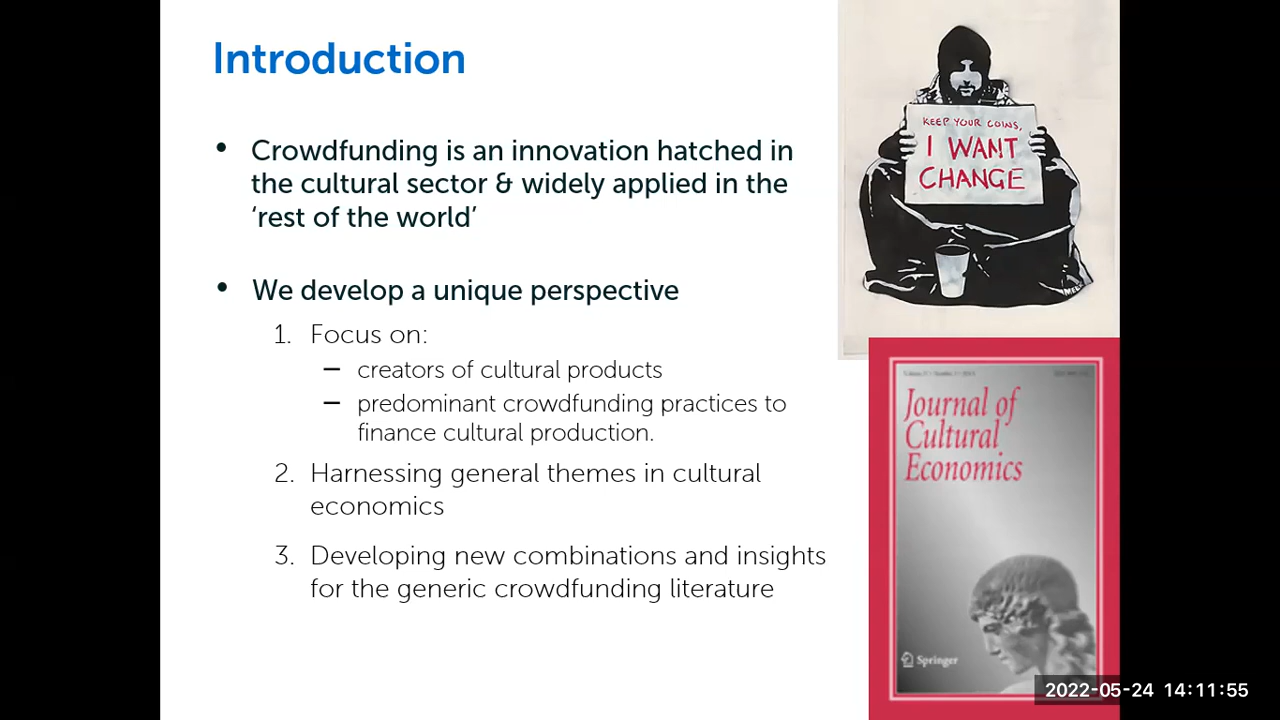 Introduction
• Crowdfunding is an innovation hatched in
the cultural sector & widely applied in the
‘rest of the world’
• We develop a unique perspective
1. Focus on:
– creators of cultural products
– predominant crowdfunding practices to
finance cultural production.
2. Harnessing general themes in cultural
economics
3. Developing new combinations and insights
for the generic crowdfunding literature
KEEP YOUR COINS,
I WANT
CHANGE
Journal of
Cultural
Economics
Springer
2022-05-24 14:11:55